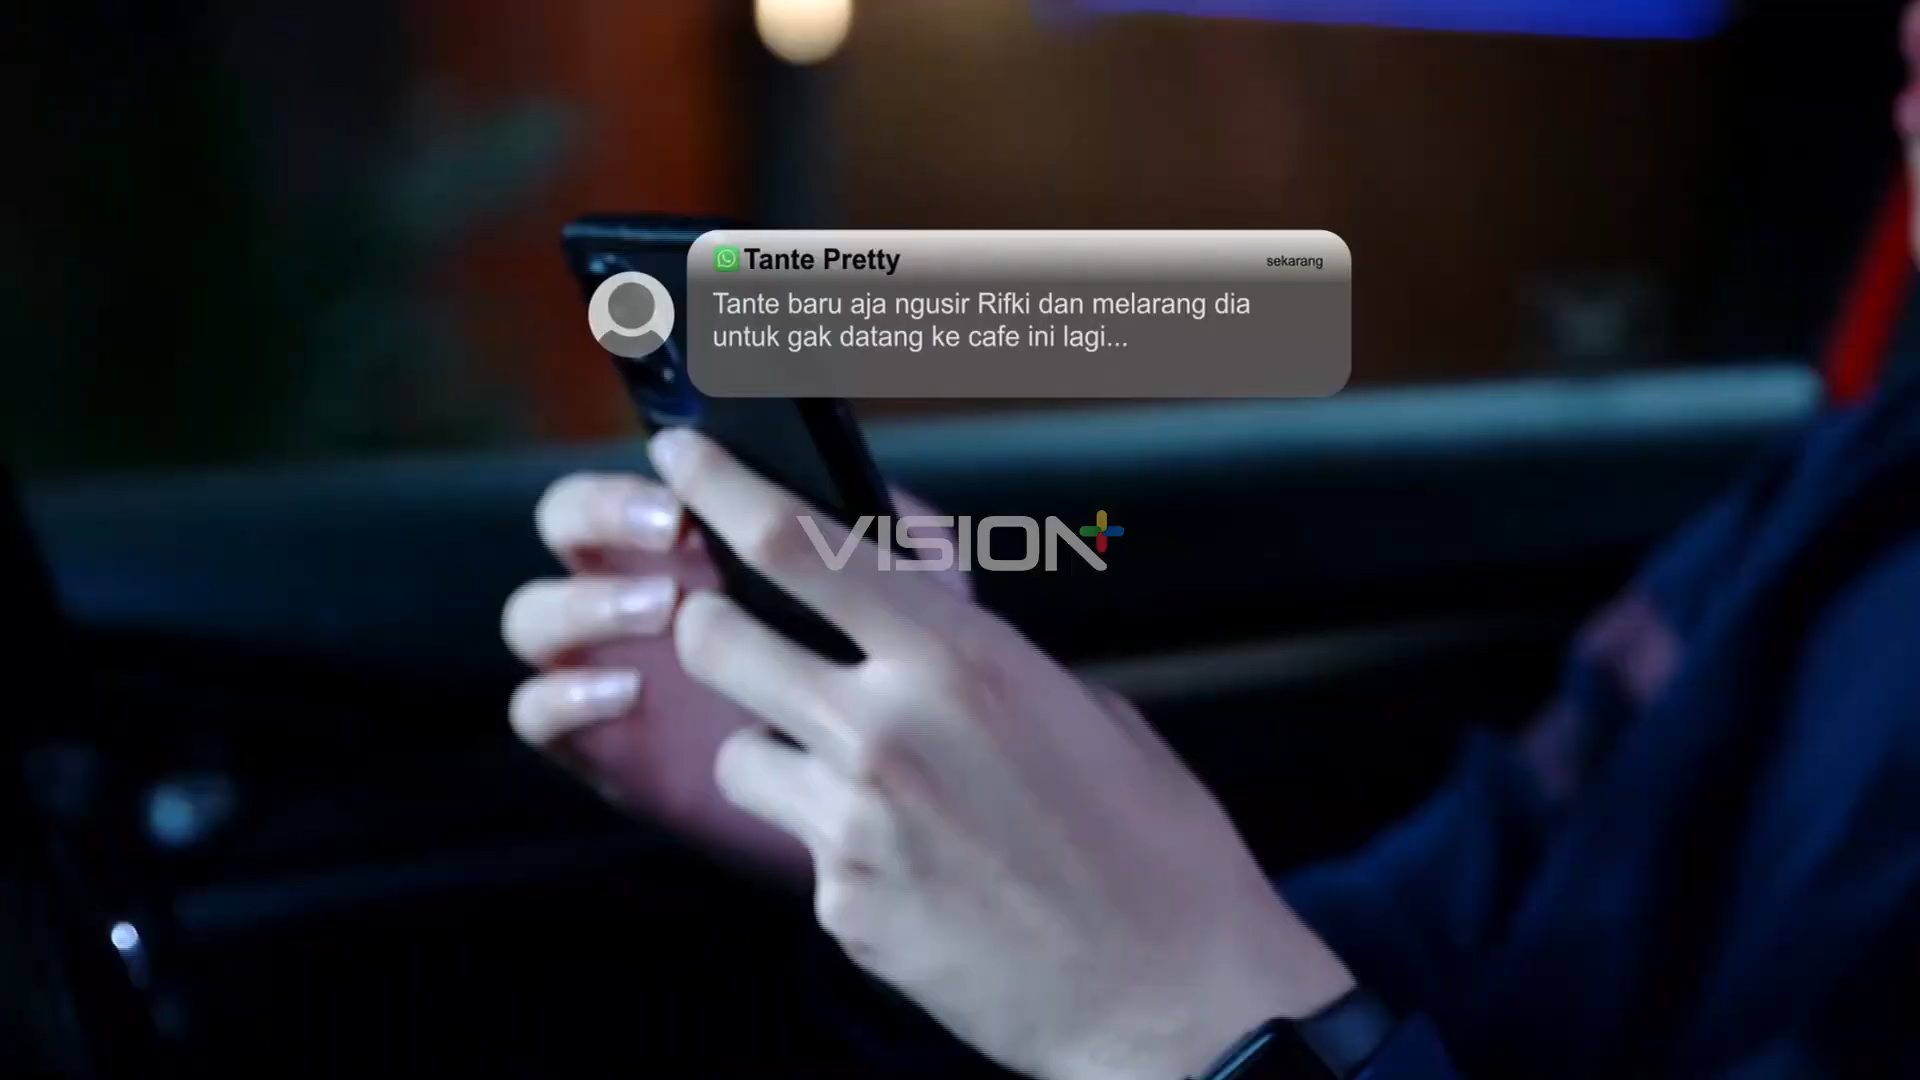 Tante Pretty
sekarang
Tante baru aja ngusir Rifki dan melarang dia
untuk gak datang ke cafe ini lagi...
VISION+